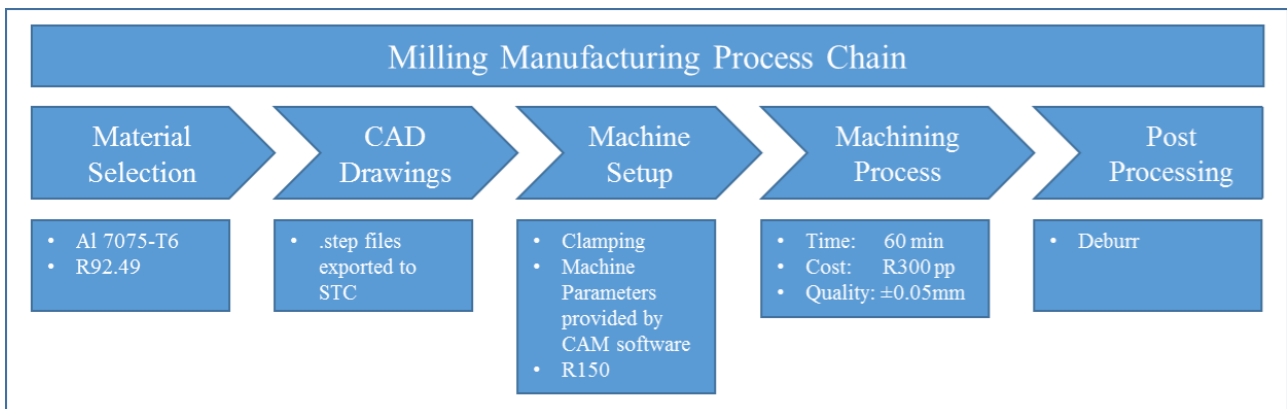 Milling Manufacturing Process Chain
Material
Selection
CAD
Drawings
Machine
Setup
Machining
Process
Post
Processing
• Al 7075-T6
• R92.49
• .step files
exported to
STC
• Clamping
• Machine
Parameters
provided by
CAM software
• R150
• Time: 60 min
• Cost: R300 pp
• Quality: ±0.05mm
• Deburr